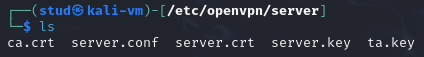 ┌──(stud㉿kali-vm)-[/etc/openvpn/server]
└─$ ls
ca.crt  server.conf  server.crt  server.key  ta.key